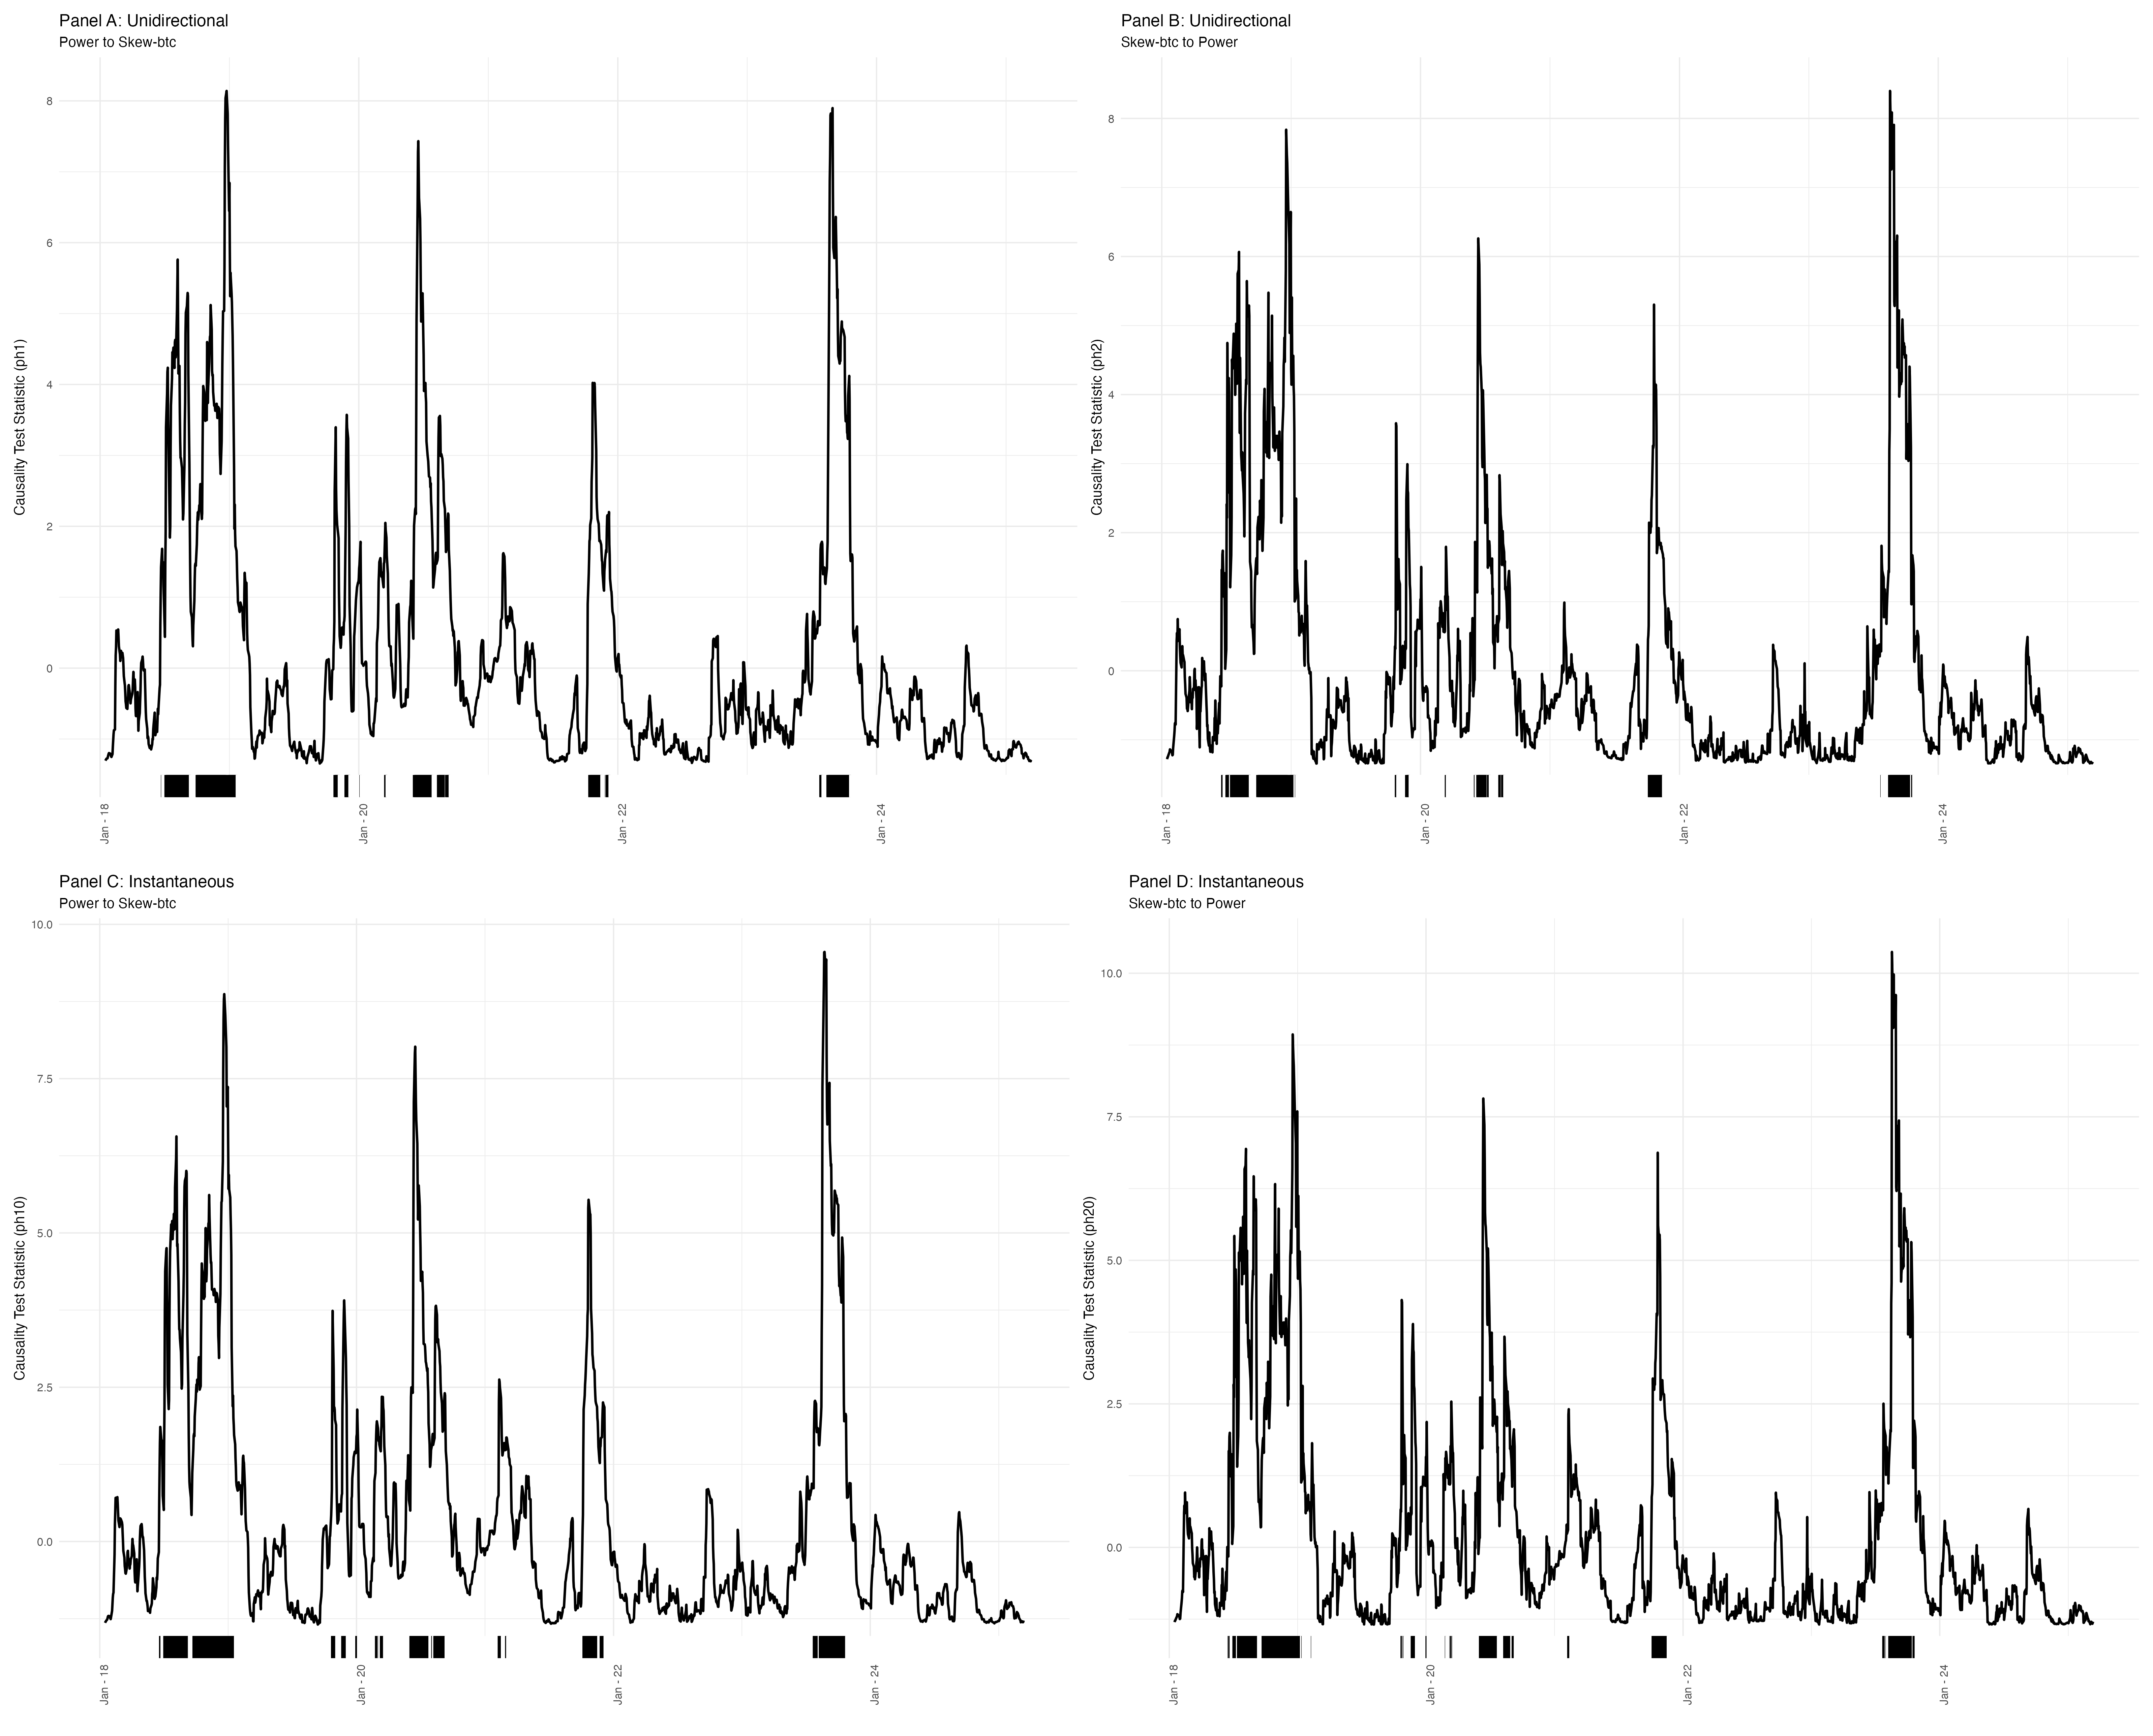 Panel A: Unidirectional
Power to Skew-btc
Causality Test Statistic (ph1)
8
6
4
2
0
Jan - 18
Jan - 20
Jan - 22
Jan - 24
Panel B: Unidirectional
Skew-btc to Power
Causality Test Statistic (ph2)
8
6
4
2
0
Jan - 18
Jan - 20
Jan - 22
Jan - 24
Panel C: Instantaneous
Power to Skew-btc
Causality Test Statistic (ph10)
10.0
7.5
5.0
2.5
0.0
Jan - 18
Jan - 20
Jan - 22
Jan - 24
Panel D: Instantaneous
Skew-btc to Power
Causality Test Statistic (ph20)
10.0
7.5
5.0
2.5
0.0
Jan - 18
Jan - 20
Jan - 22
Jan - 24